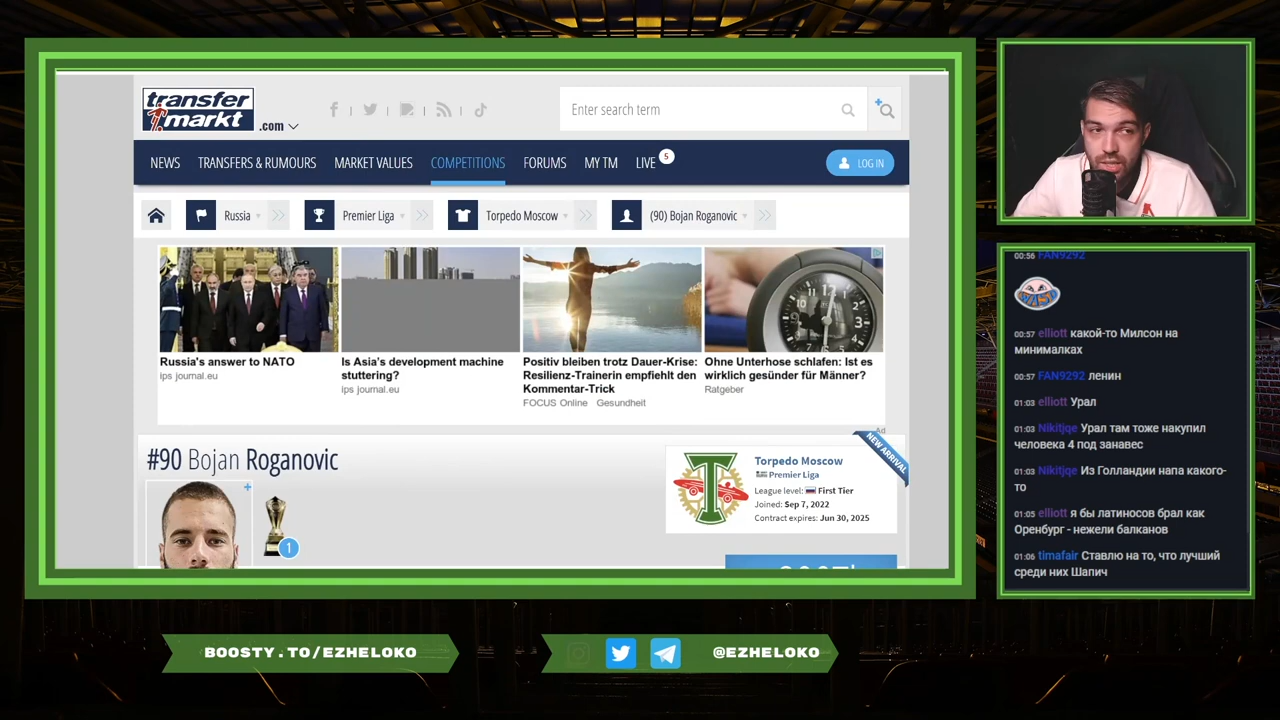 transfer
markt
.com
Enter search term
NEWS TRANSFERS & RUMOURS MARKET VALUES COMPETITIONS FORUMS MY TM LIVE 5 LOG IN
Russia Premier Liga Torpedo Moscow (90) Bojan Roganovic
Russia's answer to NATO
ips journal.eu
Is Asia's development machine
stuttering?
ips journal.eu
Positiv bleiben trotz Dauer-Krise:
Resilienz-Trainerin empfiehlt den
Kommentar-Trick
FOCUS Online Gesundheit
Ohne Unterhose schlafen: Ist es
wirklich gesünder für Männer?
Ratgeber
Ad
#90 Bojan Roganovic
1
NEW ARRIVAL
Torpedo Moscow
Premier Liga
League level: First Tier
Joined: Sep 7, 2022
Contract expires: Jun 30, 2025
00:56 FAN9292
00:57 elliott какой-то Милсон на
минималках
00:57 FAN9292 ленин
01:03 elliott Урал
01:03 Nikitjqe Урал там тоже накупил
человека 4 под занавес
01:03 Nikitjqe Из Голландии напа какого-
то
01:05 elliott я бы латиносов брал как
Оренбург - нежели балканов
01:06 timafair Ставлю на то, что лучший
среди них Шапич
BOOSTY.TO/EZHELOKO
@EZHELOKO